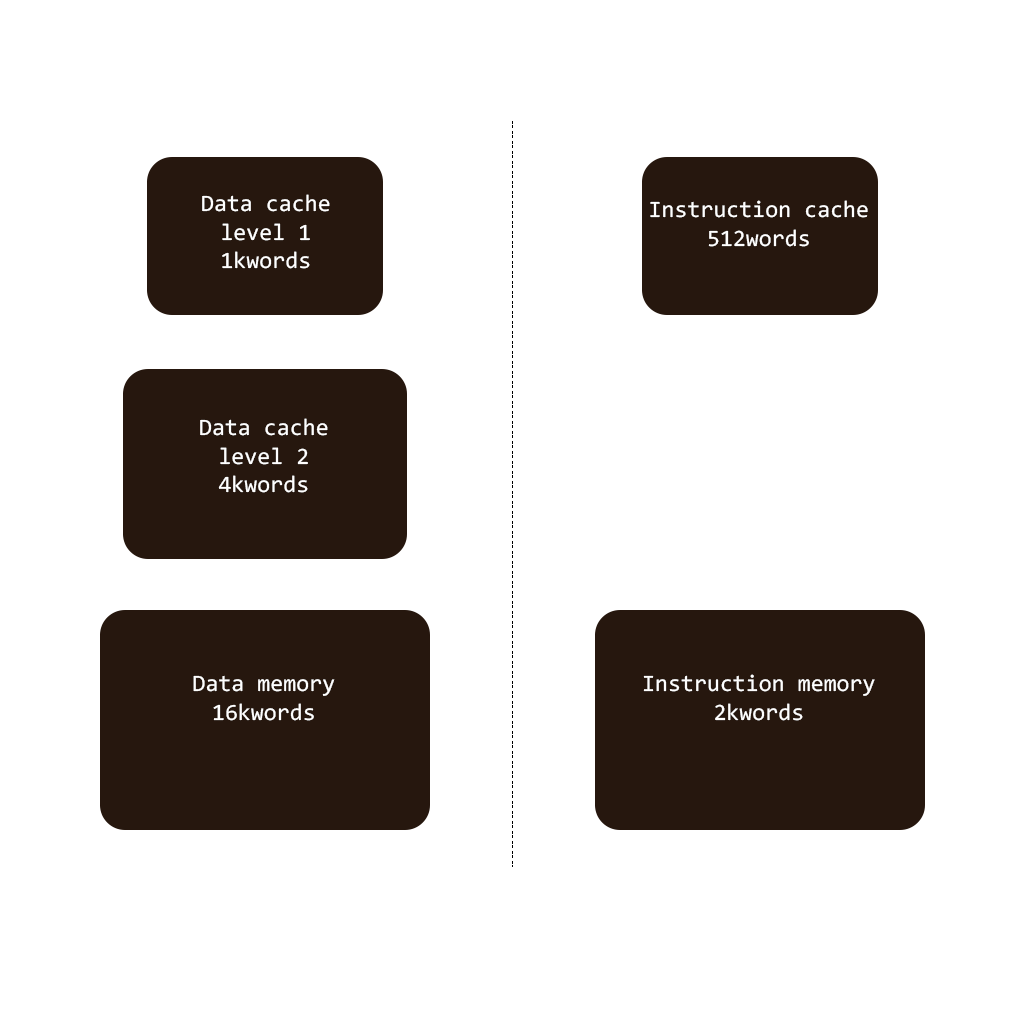 Data cache
level 1
1kwords
Instruction cache
512words
Data cache
level 2
4kwords
Data memory
16kwords
Instruction memory
2kwords